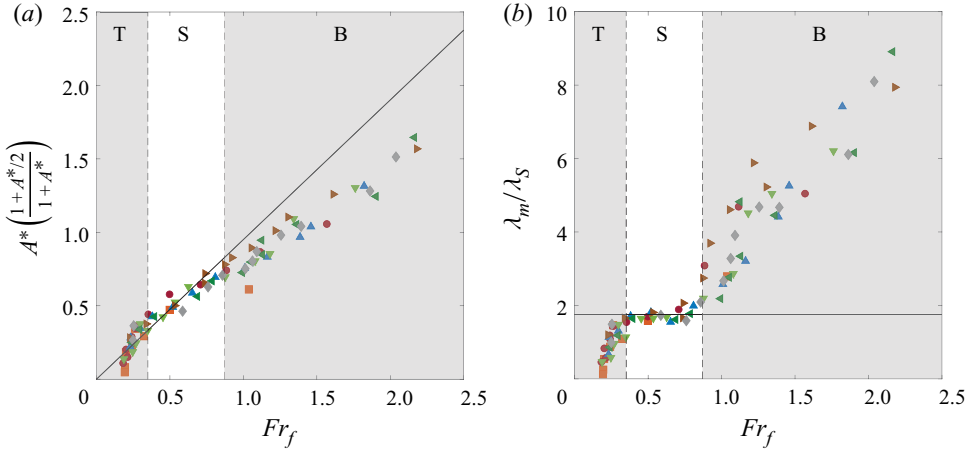 (a)
T S B
2.5
2.0
1.5
1.0
0.5
0.5 1.0 1.5 2.0 2.5
A* ( 1 + A*/2 / 1 + A* )
Fr_f
(b)
T S B
10
8
6
4
2
0 0.5 1.0 1.5 2.0 2.5
λ_m/λ_S
Fr_f